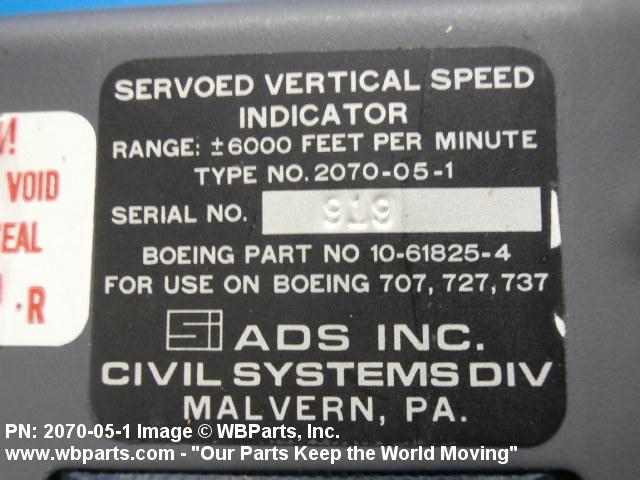 SERVOED VERTICAL SPEED
INDICATOR
RANGE: ±6000 FEET PER MINUTE
TYPE NO. 2070-05-1
SERIAL NO. 919
BOEING PART NO 10-61825-4
FOR USE ON BOEING 707, 727, 737
Si ADS INC.
CIVIL SYSTEMS DIV
MALVERN, PA.
VOID
R
PN: 2070-05-1 Image © WBParts, Inc.
www.wbparts.com - "Our Parts Keep the World Moving"